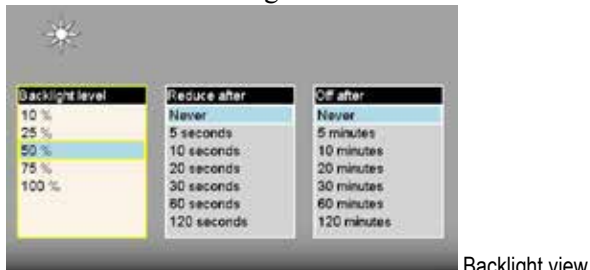 Backlight level
10 %
25 %
50 %
75 %
100 %
Reduce after
Never
5 seconds
10 seconds
20 seconds
30 seconds
60 seconds
120 seconds
Off after
Never
5 minutes
10 minutes
20 minutes
30 minutes
60 minutes
120 minutes
Backlight view